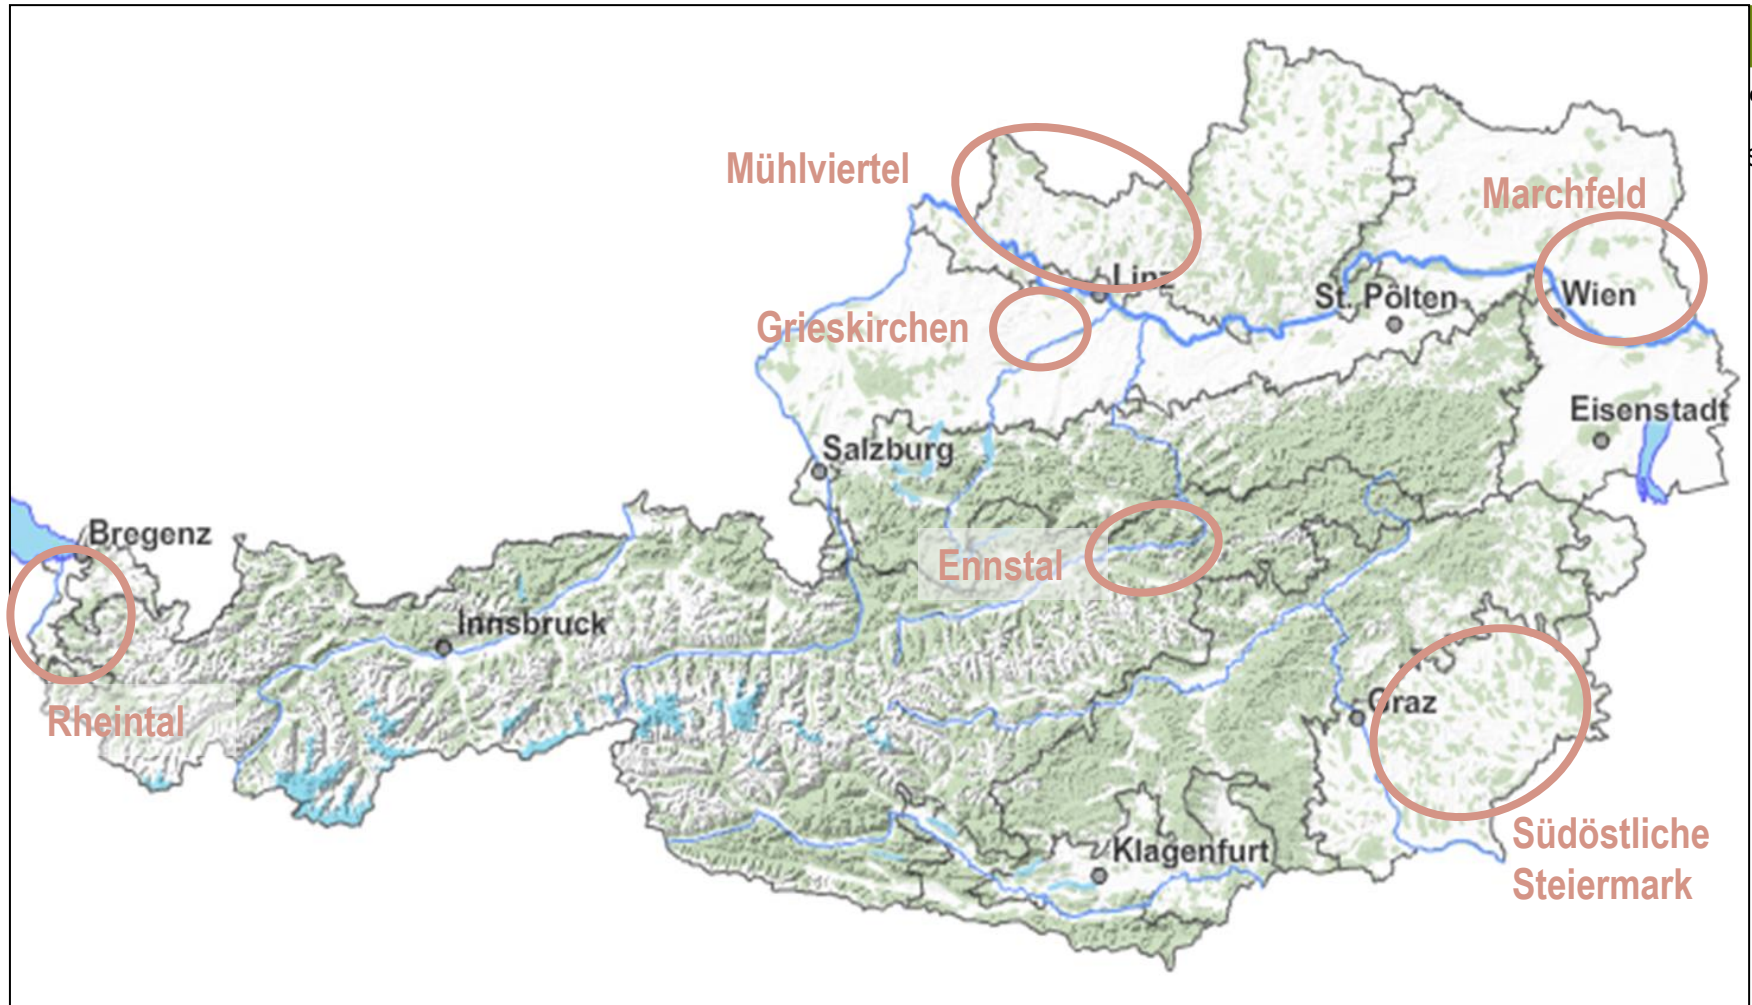 Mühlviertel
Marchfeld
Linz
St. Pölten
Wien
Grieskirchen
Eisenstadt
Salzburg
Bregenz
Ennstal
Innsbruck
Rheintal
Graz
Südöstliche
Steiermark
Klagenfurt